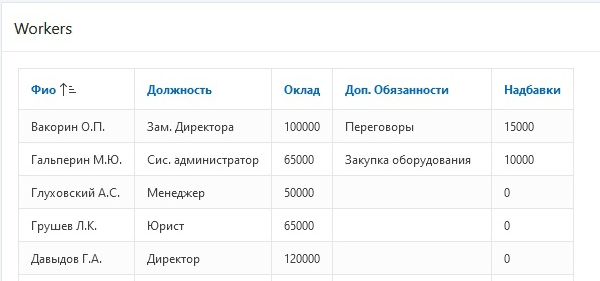 Workers
Фио Должность Оклад Доп. Обязанности Надбавки
Вакорин О.П. Зам. Директора 100000 Переговоры 15000
Гальперин М.Ю. Сис. администратор 65000 Закупка оборудования 10000
Глуховский А.С. Менеджер 50000 0
Грушев Л.К. Юрист 65000 0
Давыдов Г.А. Директор 120000 0